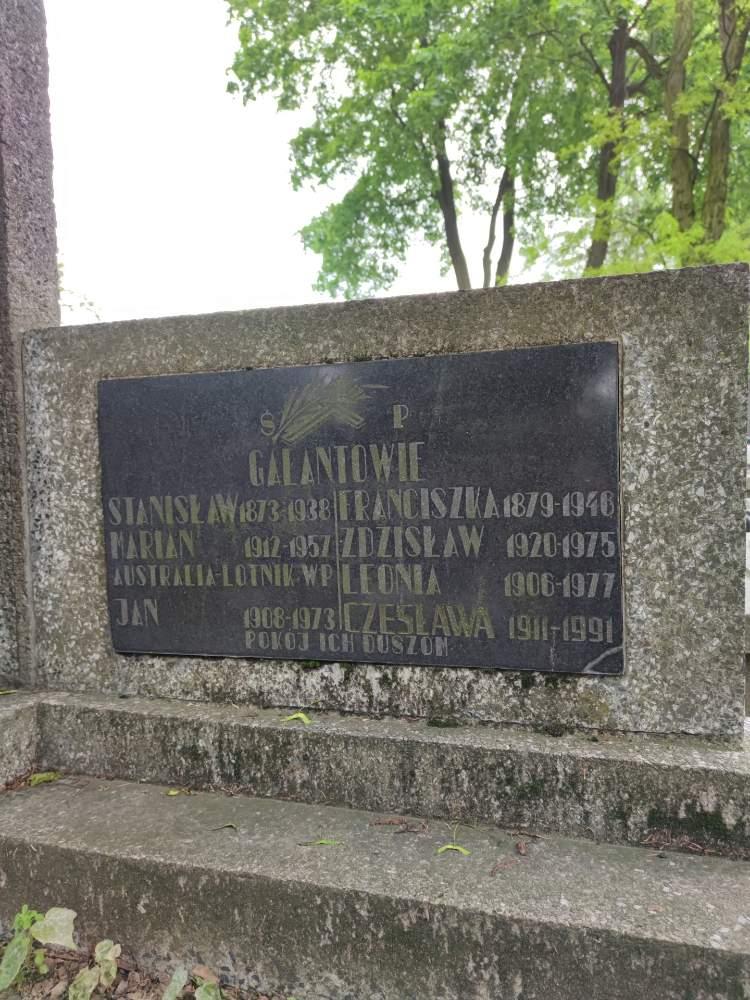 Ś P
GALANTOWIE
STANISŁAW 1873-1938 FRANCISZKA 1879-1946
MARIAN 1912-1957 ZDZISŁAW 1920-1975
AUSTRALIA-LOTNIK-WP LEONIA 1906-1977
JAN 1908-1973 CZESŁAWA 1911-1991
POKÓJ ICH DUSZOM